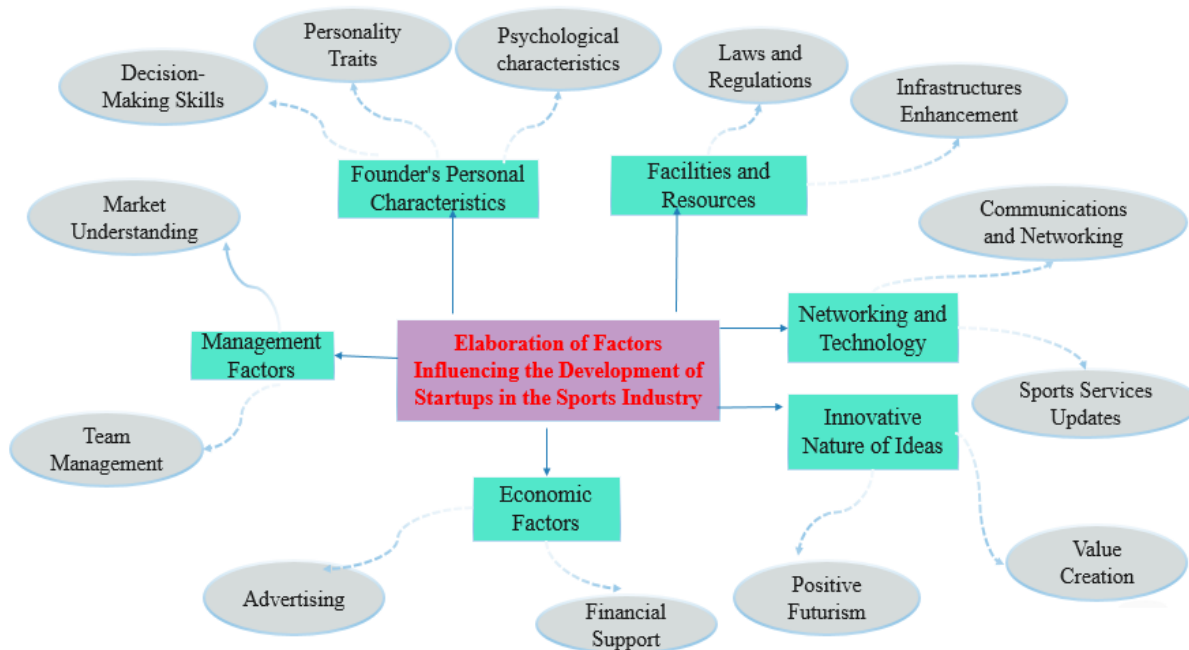 Personality
Traits
Psychological
characteristics
Laws and
Regulations
Decision-
Making Skills
Infrastructures
Enhancement
Founder's Personal
Characteristics
Facilities and
Resources
Market
Understanding
Communications
and Networking
Management
Factors
Elaboration of Factors
Influencing the Development of
Startups in the Sports Industry
Networking and
Technology
Sports Services
Updates
Innovative
Nature of Ideas
Team
Management
Economic
Factors
Value
Creation
Advertising
Financial
Support
Positive
Futurism